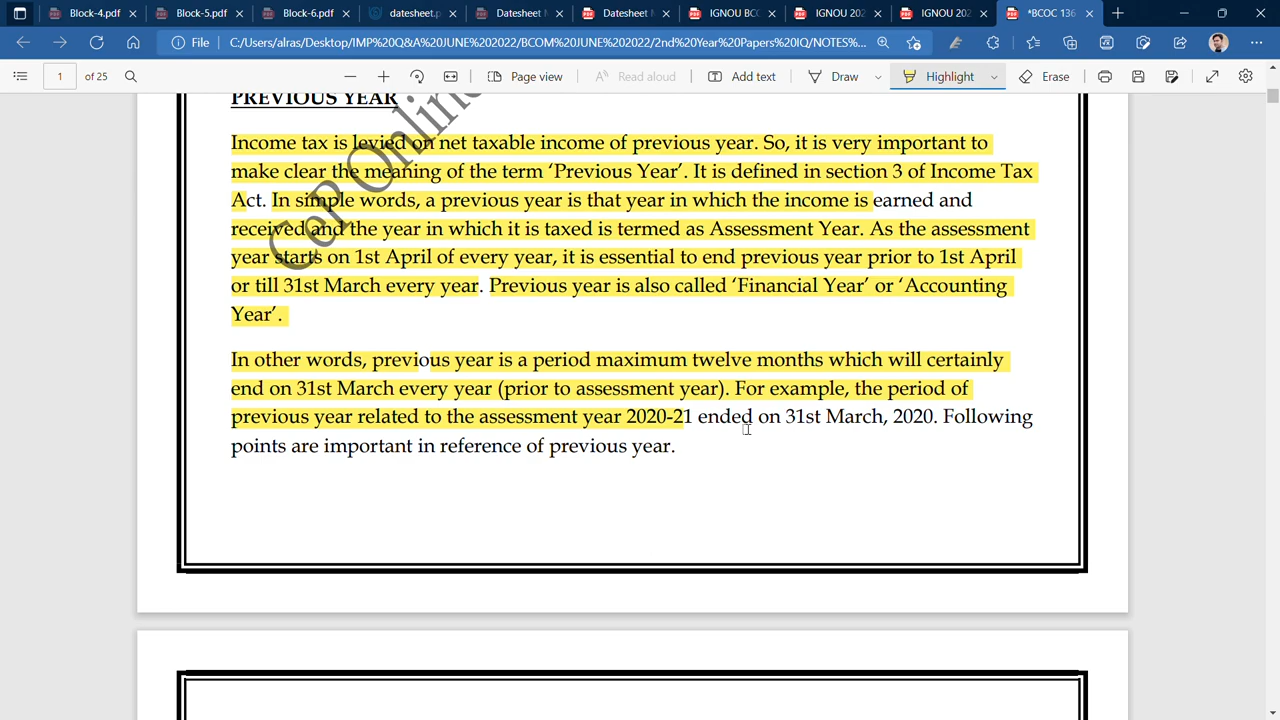 Block-4.pdf
Block-5.pdf
Block-6.pdf
datesheet.p
Datesheet
Datesheet
IGNOU BCC
IGNOU 202
IGNOU 202
*BCOC 136
File
C:/Users/alras/Desktop/IMP%20Q&A%20JUNE%202022/BCOM%20JUNE%202022/2nd%20Year%20Papers%20IQ/NOTES%...
1 of 25
Page view
Read aloud
Add text
Draw
Highlight
Erase
PREVIOUS YEAR
Income tax is levied on net taxable income of previous year. So, it is very important to
make clear the meaning of the term ‘Previous Year’. It is defined in section 3 of Income Tax
Act. In simple words, a previous year is that year in which the income is earned and
received and the year in which it is taxed is termed as Assessment Year. As the assessment
year starts on 1st April of every year, it is essential to end previous year prior to 1st April
or till 31st March every year. Previous year is also called ‘Financial Year’ or ‘Accounting
Year’.
In other words, previous year is a period maximum twelve months which will certainly
end on 31st March every year (prior to assessment year). For example, the period of
previous year related to the assessment year 2020-21 ended on 31st March, 2020. Following
points are important in reference of previous year.
CeP Online